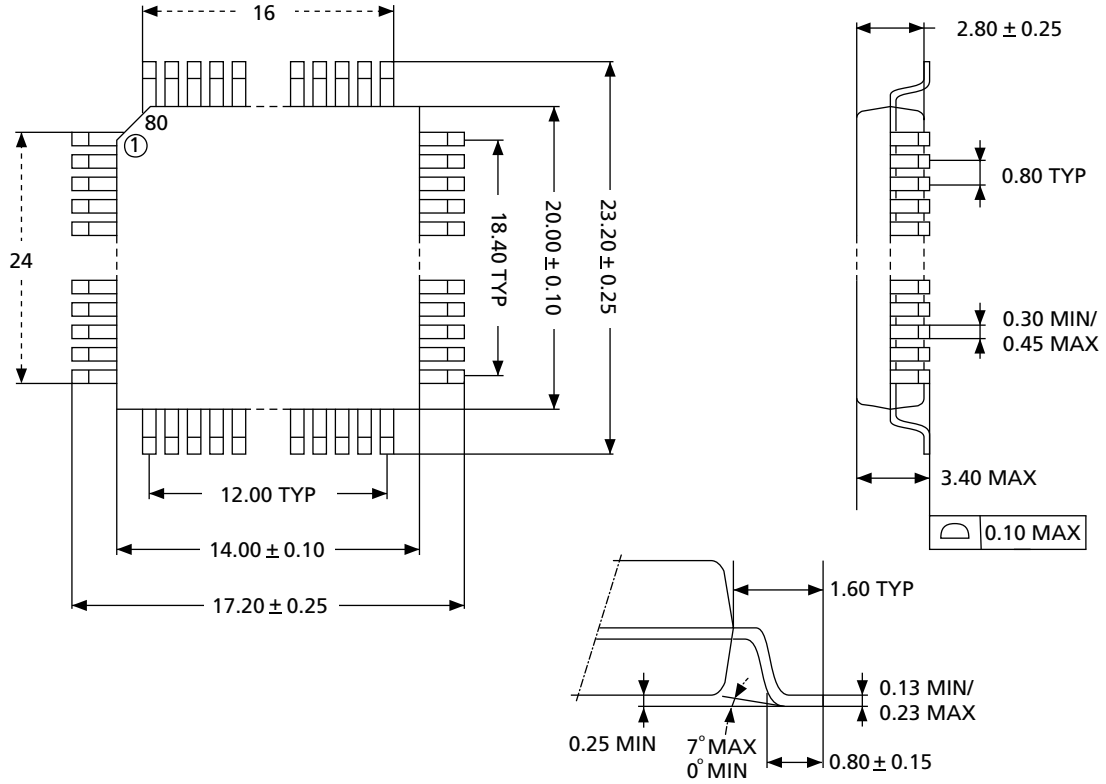 16
2.80 ± 0.25
80
1
24
18.40 TYP
20.00 ± 0.10
23.20 ± 0.25
0.80 TYP
0.30 MIN/
0.45 MAX
12.00 TYP
14.00 ± 0.10
17.20 ± 0.25
3.40 MAX
0.10 MAX
1.60 TYP
0.13 MIN/
0.23 MAX
0.25 MIN
7° MAX
0° MIN
0.80 ± 0.15